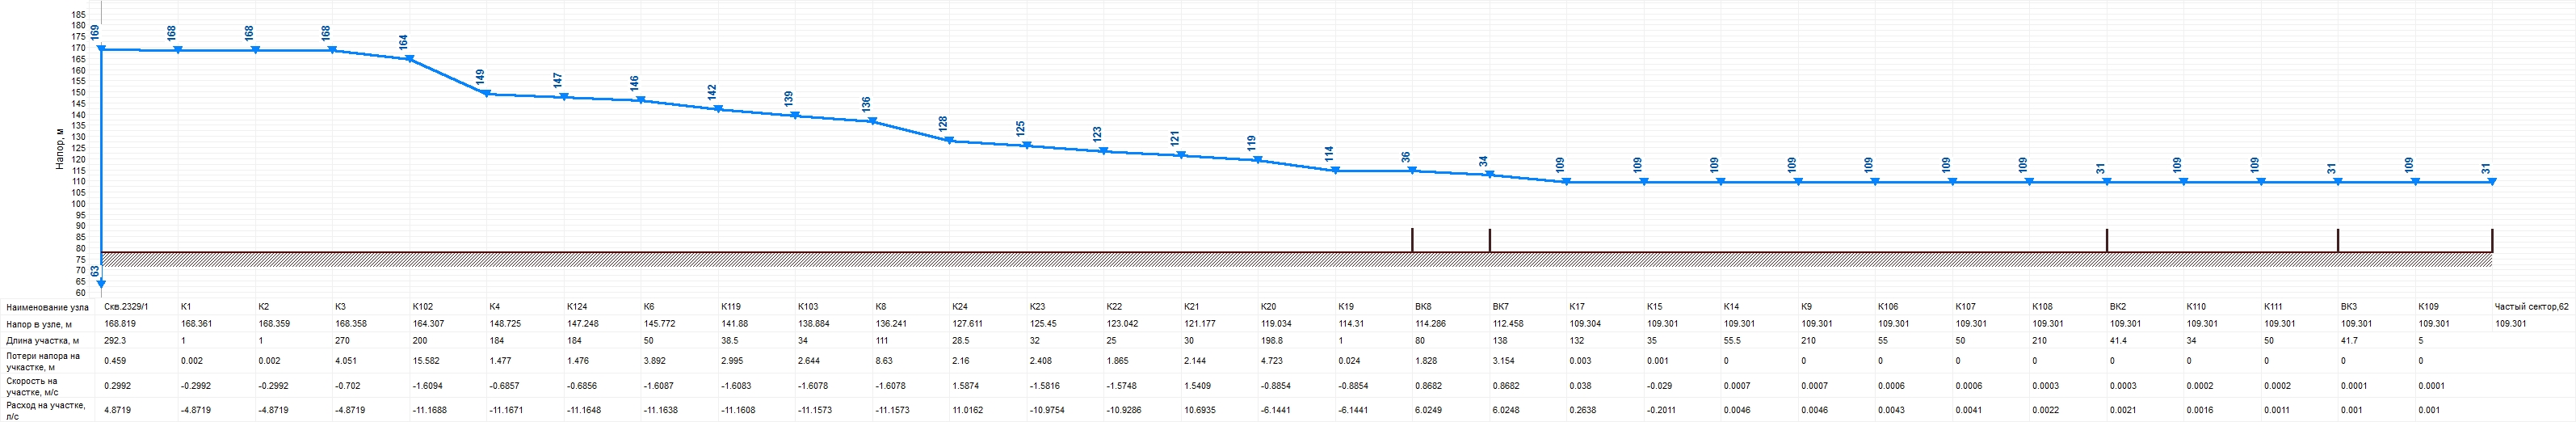 185
180
175
170
165
160
155
150
145
140
135
130
125
120
115
110
105
100
95
90
85
80
75
70
65
60
Напор, м
169 168 168 168 164 149 147 146 142 139 136 128 125 123 121 119 114 36 34 109 109 109 109 109 109 109 31 109 109 31 109 31
63
Наименование узла Скв.2329/1 К1 К2 К3 К102 К4 К124 К6 К119 К103 К8 К24 К23 К22 К21 К20 К19 ВК8 ВК7 К17 К15 К14 К9 К106 К107 К108 ВК2 К110 К111 ВК3 К109 Частый сектор,62
Напор в узле, м 168.819 168.361 168.359 168.358 164.307 148.725 147.248 145.772 141.88 138.884 136.241 127.611 125.45 123.042 121.177 119.034 114.31 114.286 112.458 109.304 109.301 109.301 109.301 109.301 109.301 109.301 109.301 109.301 109.301 109.301 109.301 109.301
Длина участка, м 292.3 1 1 270 200 184 184 50 38.5 34 111 28.5 32 25 30 198.8 1 80 138 132 35 55.5 210 55 50 210 41.4 34 50 41.7 5
Потери напора на
учкастке, м 0.459 0.002 0.002 4.051 15.582 1.477 1.476 3.892 2.995 2.644 8.63 2.16 2.408 1.865 2.144 4.723 0.024 1.828 3.154 0.003 0.001 0 0 0 0 0 0 0 0 0 0
Скорость на
участке, м/с 0.2992 -0.2992 -0.2992 -0.702 -1.6094 -0.6857 -0.6856 -1.6087 -1.6083 -1.6078 -1.6078 1.5874 -1.5816 -1.5748 1.5409 -0.8854 -0.8854 0.8682 0.8682 0.038 -0.029 0.0007 0.0007 0.0006 0.0006 0.0003 0.0003 0.0002 0.0002 0.0001 0.0001
Расход на участке,
л/с 4.8719 -4.8719 -4.8719 -4.8719 -11.1688 -11.1671 -11.1648 -11.1638 -11.1608 -11.1573 -11.1573 11.0162 -10.9754 -10.9286 10.6935 -6.1441 -6.1441 6.0249 6.0248 0.2638 -0.2011 0.0046 0.0046 0.0043 0.0041 0.0022 0.0021 0.0016 0.0011 0.001 0.001